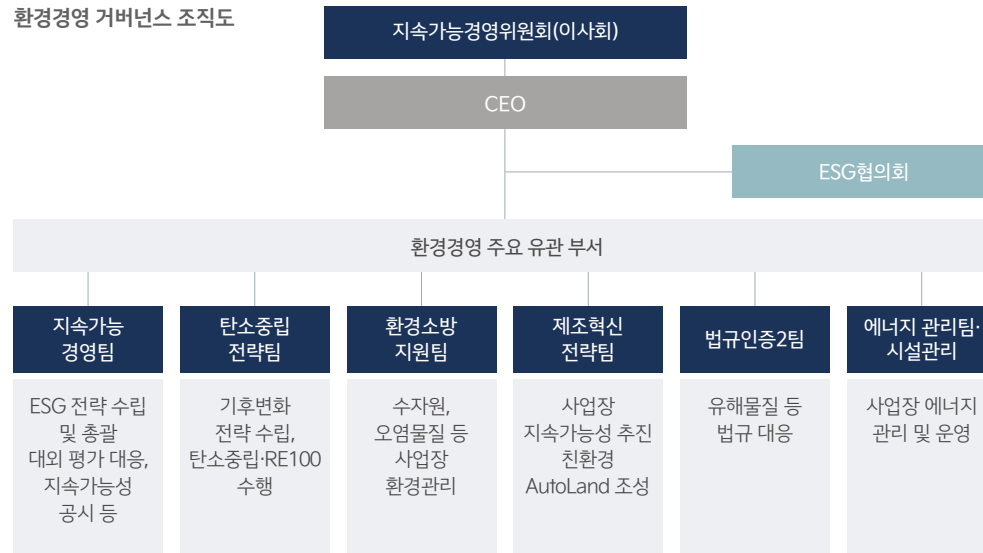 환경경영 거버넌스 조직도
지속가능경영위원회(이사회)
CEO
ESG협의회
환경경영 주요 유관 부서
지속가능
경영팀
ESG 전략 수립
및 총괄
대외 평가 대응,
지속가능성
공시 등
탄소중립
전략팀
기후변화
전략 수립,
탄소중립·RE100
수행
환경소방
지원팀
수자원,
오염물질 등
사업장
환경관리
제조혁신
전략팀
사업장
지속가능성 추진
친환경
AutoLand 조성
법규인증2팀
유해물질 등
법규 대응
에너지 관리팀·
시설관리
사업장 에너지
관리 및 운영